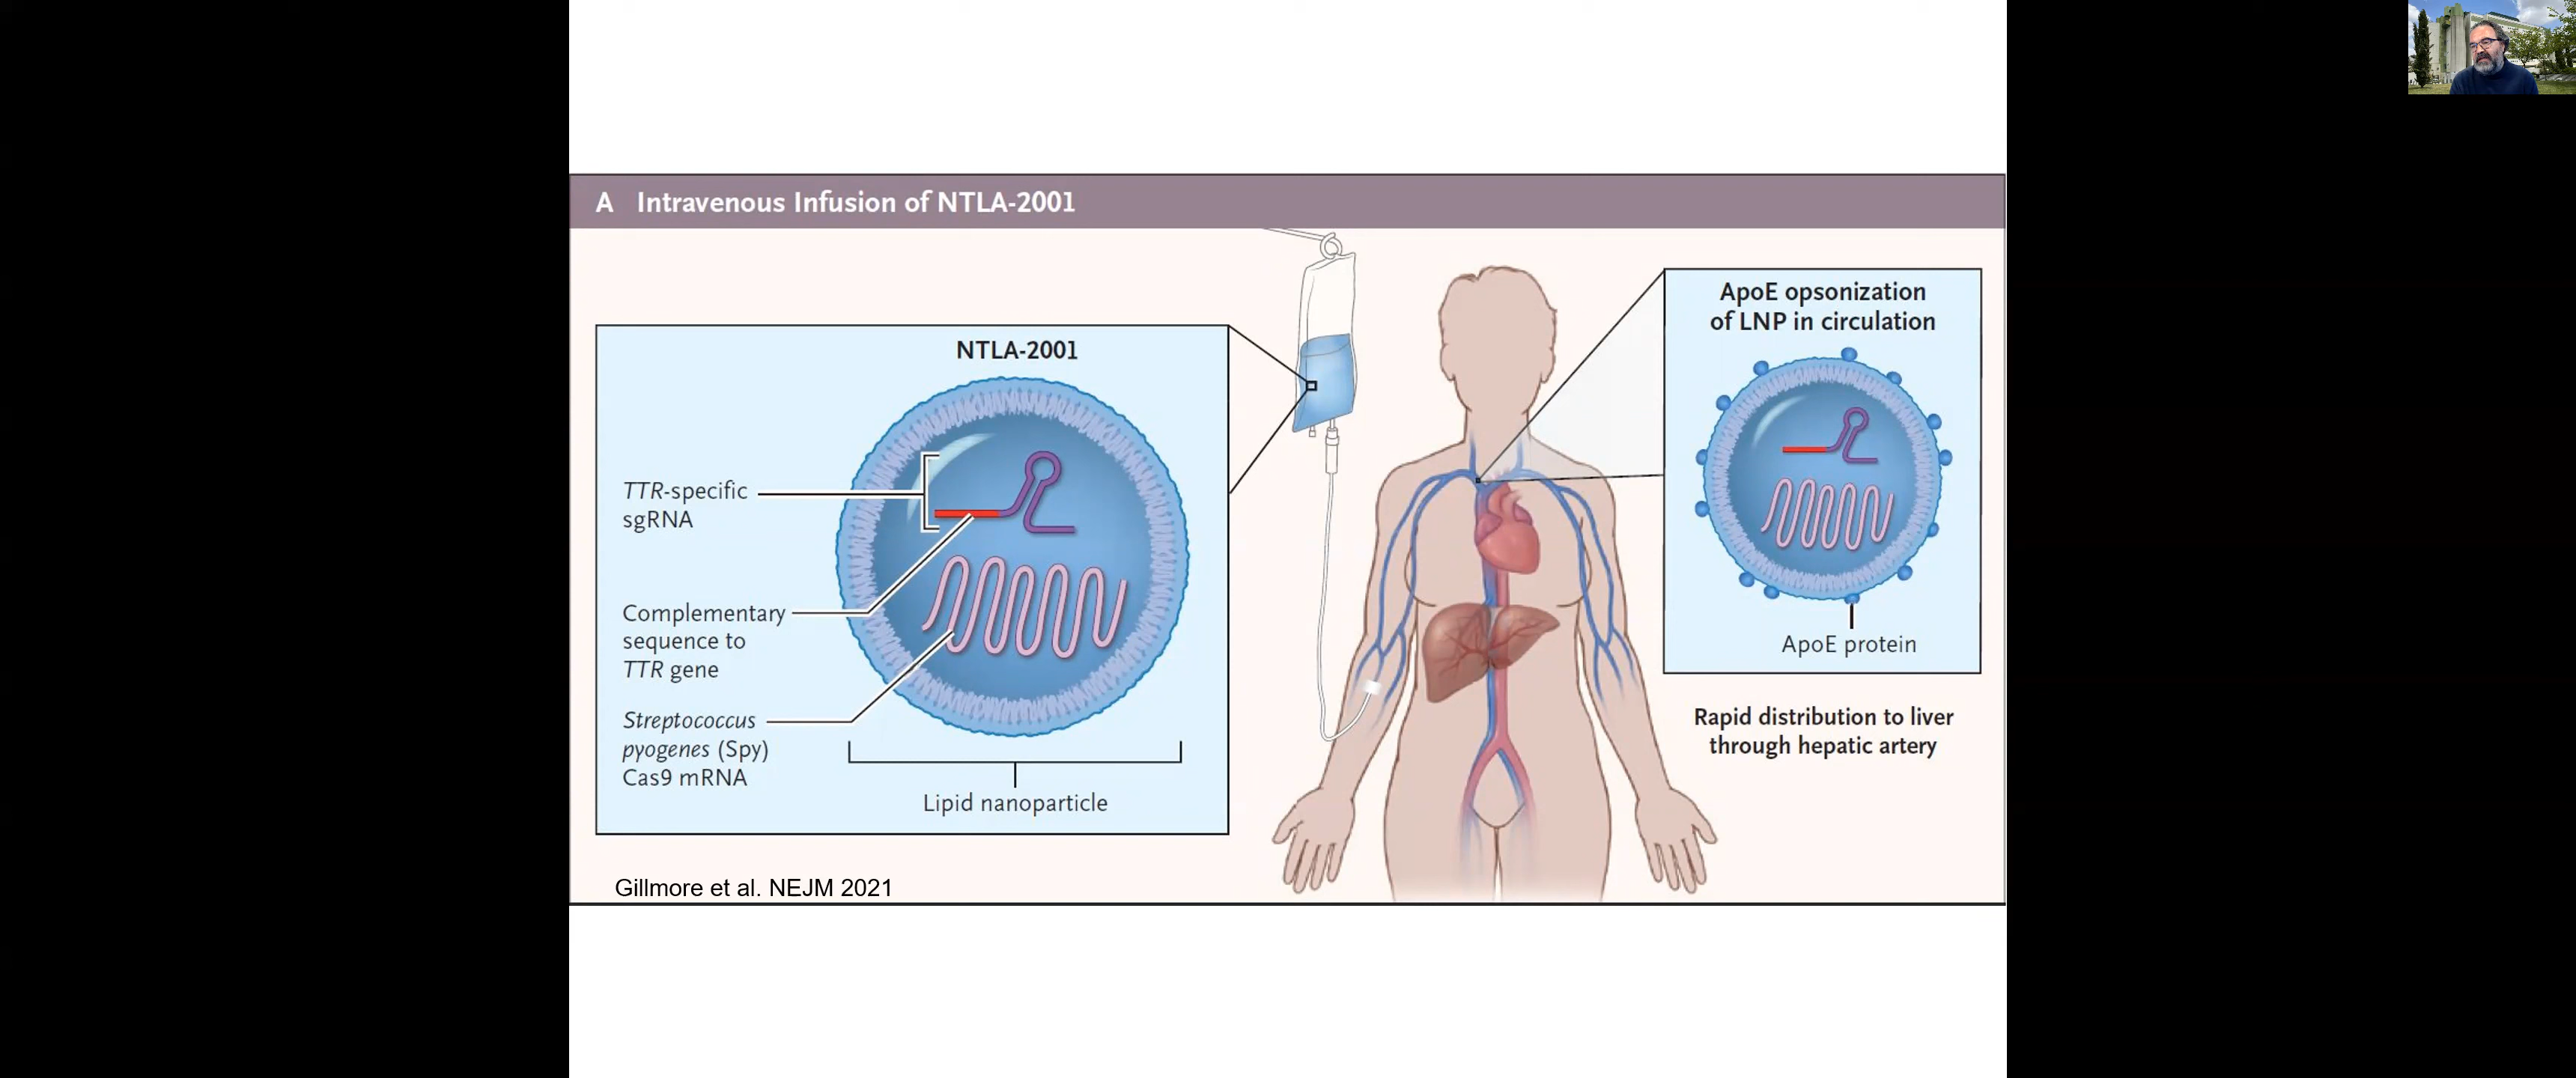 A Intravenous Infusion of NTLA-2001
NTLA-2001
TTR-specific
sgRNA
Complementary
sequence to
TTR gene
Streptococcus
pyogenes (Spy)
Cas9 mRNA
Lipid nanoparticle
ApoE opsonization
of LNP in circulation
ApoE protein
Rapid distribution to liver
through hepatic artery
Gillmore et al. NEJM 2021